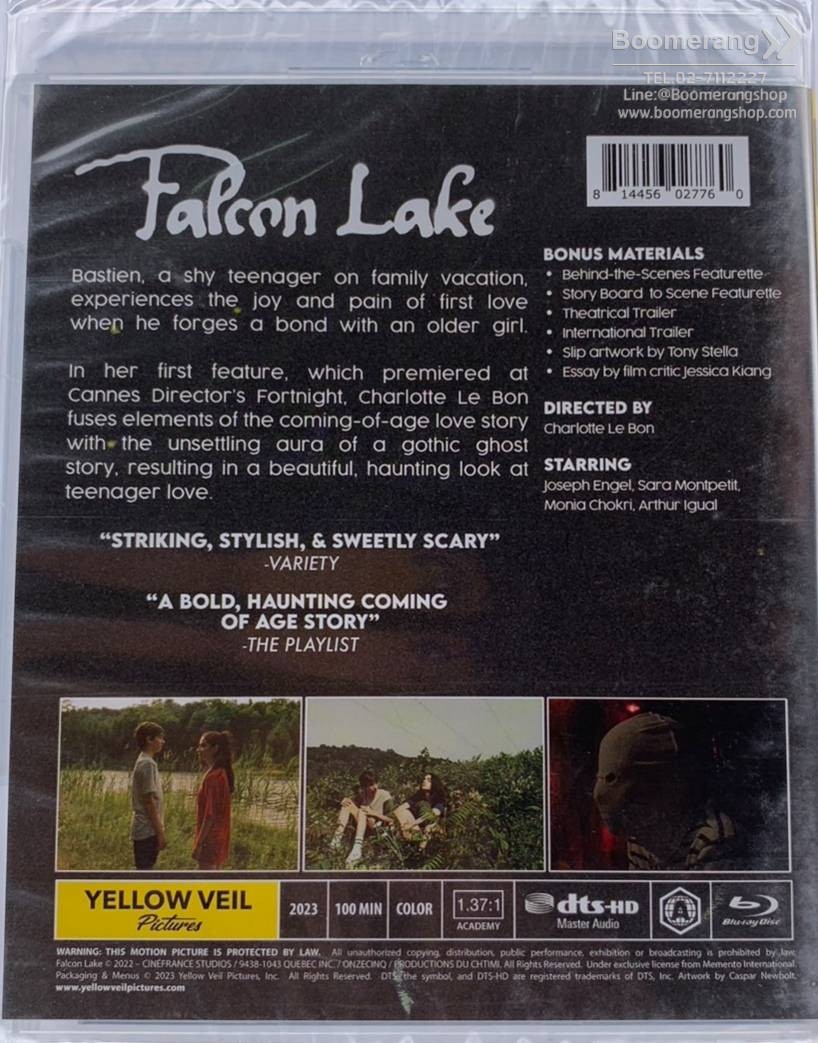 Boomerang
TEL.02-7112227
Line:@Boomerangshop
www.boomerangshop.com
8 14456 02776 0
Falcon Lake
Bastien, a shy teenager on family vacation,
experiences the joy and pain of first love
when he forges a bond with an older girl.
In her first feature, which premiered at
Cannes Director's Fortnight, Charlotte Le Bon
fuses elements of the coming-of-age love story
with the unsettling aura of a gothic ghost
story, resulting in a beautiful, haunting look at
teenager love.
“STRIKING, STYLISH, & SWEETLY SCARY”
-VARIETY
“A BOLD, HAUNTING COMING
OF AGE STORY”
-THE PLAYLIST
BONUS MATERIALS
• Behind-the-Scenes Featurette
• Story Board to Scene Featurette
• Theatrical Trailer
• International Trailer
• Slip artwork by Tony Stella
• Essay by film critic Jessica Kiang
DIRECTED BY
Charlotte Le Bon
STARRING
Joseph Engel, Sara Montpetit,
Monia Chokri, Arthur Igual
YELLOW VEIL
Pictures
2023
100 MIN
COLOR
1.37:1
ACADEMY
dts-HD
Master Audio
A
Blu-ray Disc
WARNING: THIS MOTION PICTURE IS PROTECTED BY LAW. All unauthorized copying, distribution, public performance, exhibition or broadcasting is prohibited by law.
Falcon Lake © 2022 – CINEFRANCE STUDIOS / 9438-1043 QUEBEC INC. / ONZECINQ / PRODUCTIONS DU CHTIMI. All Rights Reserved. Under exclusive license from Memento International.
Packaging & Menus © 2023 Yellow Veil Pictures, Inc. All Rights Reserved. DTS, the symbol, and DTS-HD are registered trademarks of DTS, Inc. Artwork by Caspar Newbolt.
www.yellowveilpictures.com